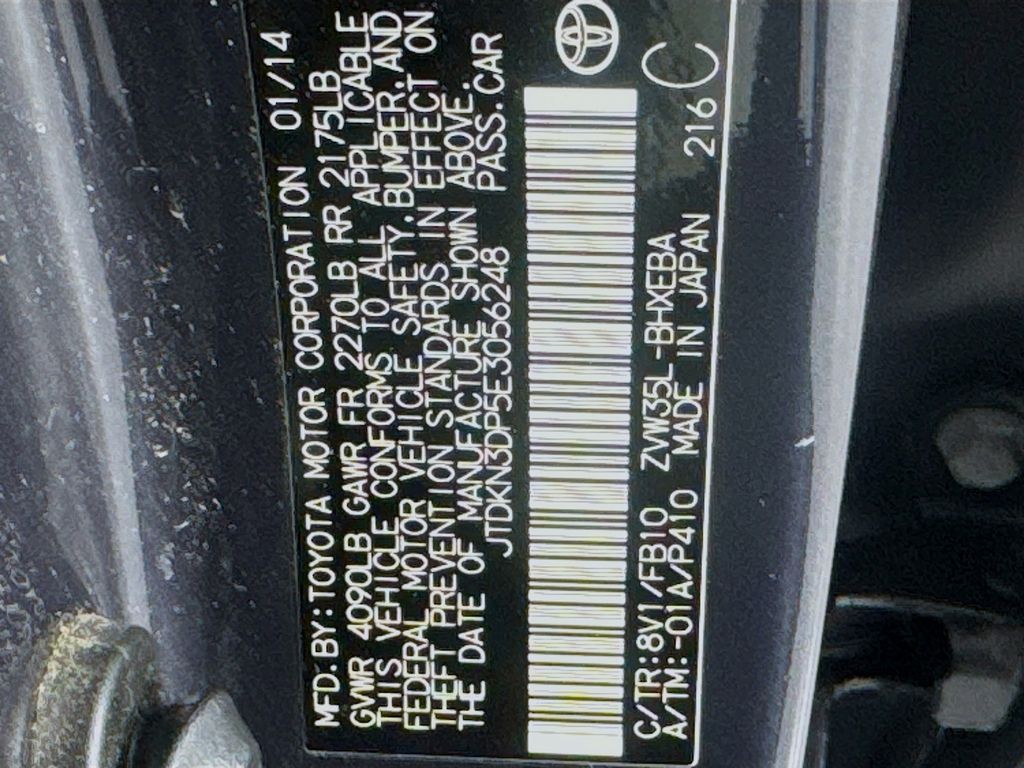 MFD.BY:TOYOTA MOTOR CORPORATION 01/14
GVWR 4090LB GAWR FR 2270LB RR 2175LB
THIS VEHICLE CONFORMS TO ALL APPLICABLE
FEDERAL MOTOR VEHICLE SAFETY,BUMPER,AND
THEFT PREVENTION STANDARDS IN EFFECT ON
THE DATE OF MANUFACTURE SHOWN ABOVE.
JTDKN3DP5E3056248 PASS.CAR
C/TR:8V1/FB10 ZVW35L-BHXEBA
A/TM:-01A/P410 MADE IN JAPAN 216 C